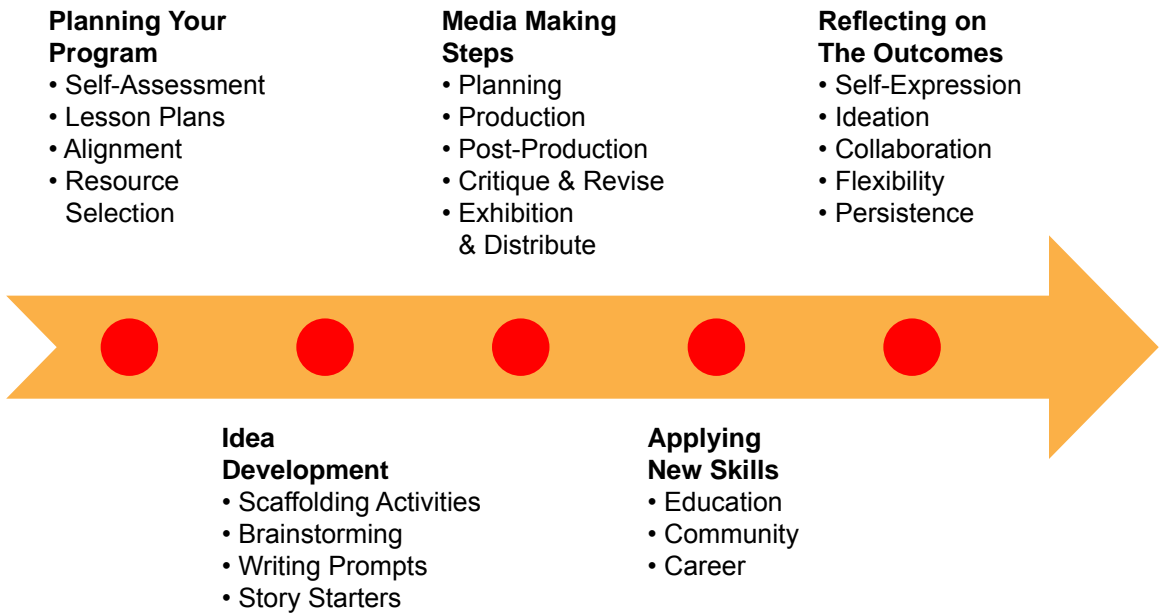 Planning Your
Program
• Self-Assessment
• Lesson Plans
• Alignment
• Resource
Selection
Media Making
Steps
• Planning
• Production
• Post-Production
• Critique & Revise
• Exhibition
& Distribute
Reflecting on
The Outcomes
• Self-Expression
• Ideation
• Collaboration
• Flexibility
• Persistence
Idea
Development
• Scaffolding Activities
• Brainstorming
• Writing Prompts
• Story Starters
Applying
New Skills
• Education
• Community
• Career